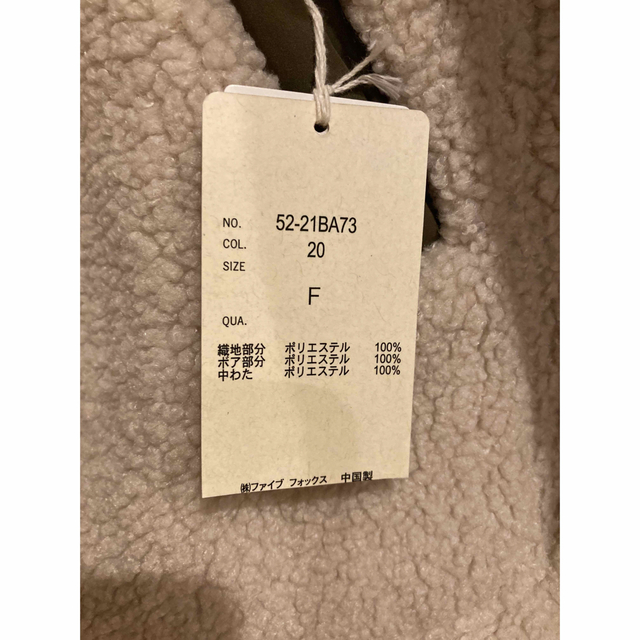 NO. 52-21BA73
COL. 20
SIZE
F
QUA.
織地部分 ポリエステル 100%
ボア部分 ポリエステル 100%
中わた ポリエステル 100%
㈱ファイブ フォックス 中国製